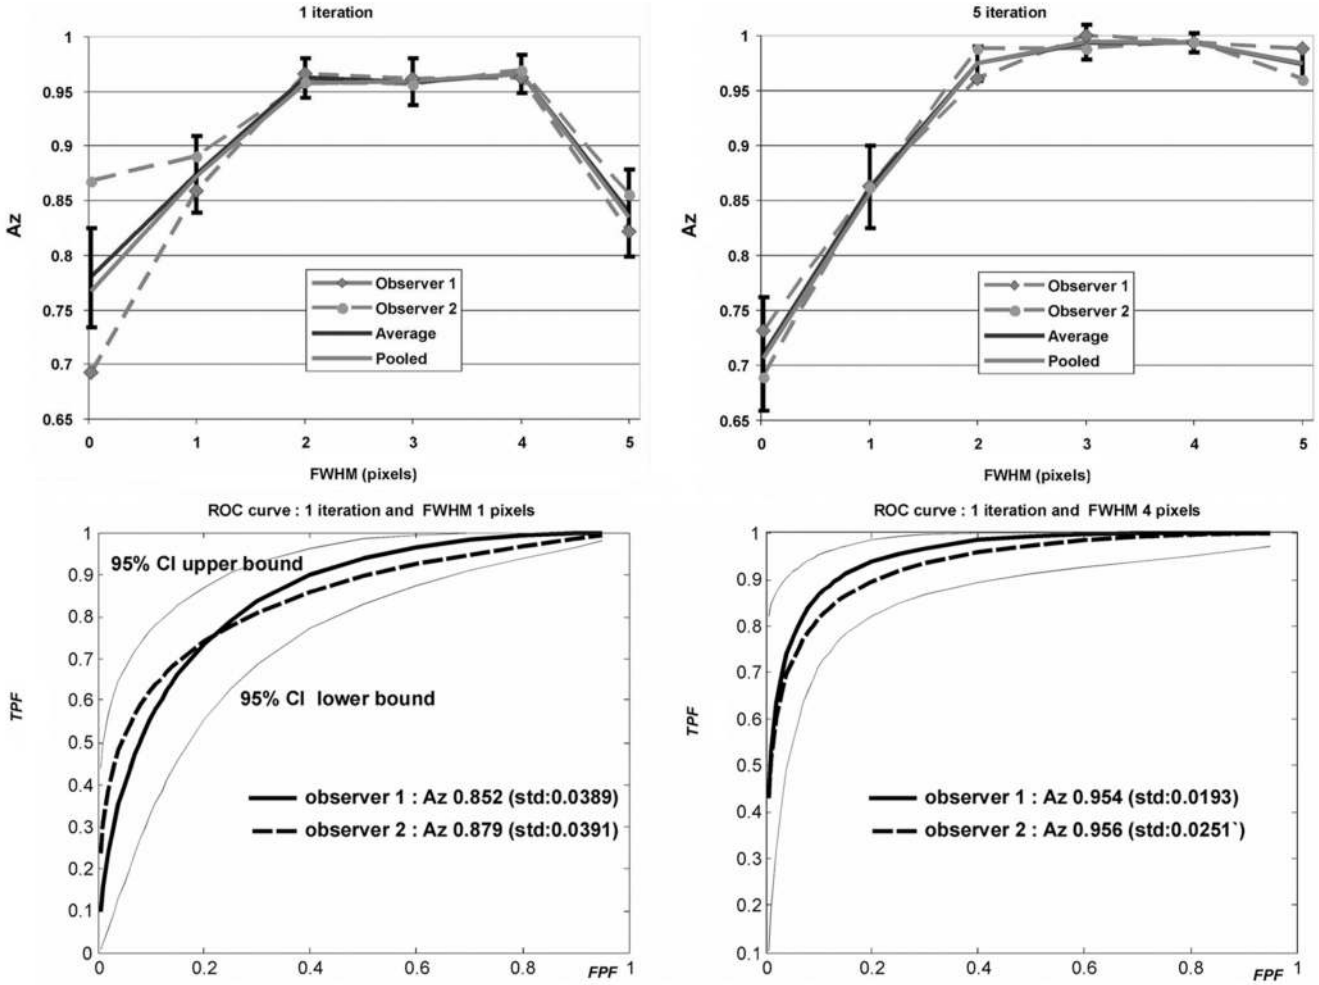 1 iteration
1
0.95
0.9
0.85
0.8
0.75
0.7
0.65
Az
Observer 1
Observer 2
Average
Pooled
0 1 2 3 4 5
FWHM (pixels)
5 iteration
1
0.95
0.9
0.85
0.8
0.75
0.7
0.65
Az
Observer 1
Observer 2
Average
Pooled
0 1 2 3 4 5
FWHM (pixels)
ROC curve : 1 iteration and FWHM 1 pixels
1
0.9
0.8
0.7
0.6
0.5
0.4
0.3
0.2
0.1
0
TPF
95% CI upper bound
95% CI lower bound
observer 1 : Az 0.852 (std:0.0389)
observer 2 : Az 0.879 (std:0.0391)
0 0.2 0.4 0.6 0.8 FPF 1
ROC curve : 1 iteration and FWHM 4 pixels
1
0.9
0.8
0.7
0.6
0.5
0.4
0.3
0.2
0.1
TPF
observer 1 : Az 0.954 (std:0.0193)
observer 2 : Az 0.956 (std:0.0251`)
0 0.2 0.4 0.6 0.8 FPF 1